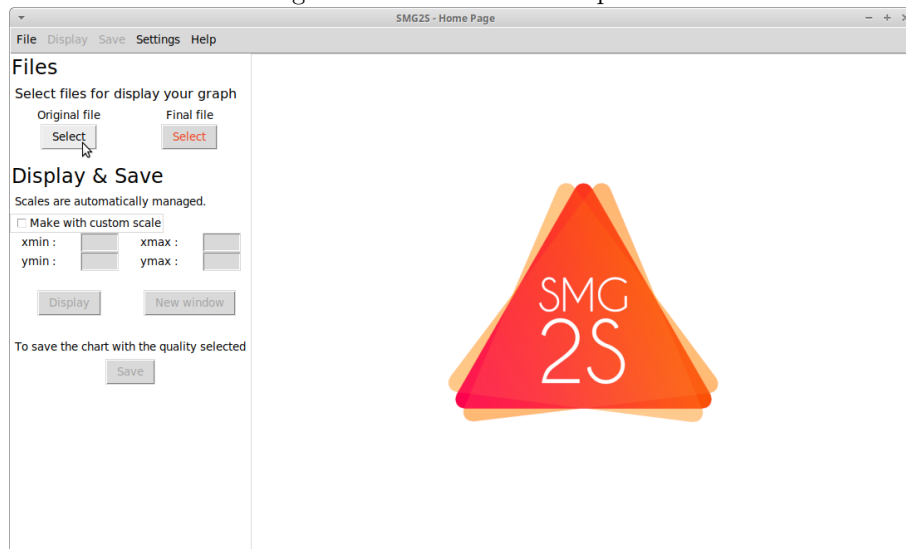 SMG2S - Home Page
File Display Save Settings Help
Files
Select files for display your graph
Original file Final file
Select Select
Display & Save
Scales are automatically managed.
Make with custom scale
xmin : xmax :
ymin : ymax :
Display New window
To save the chart with the quality selected
Save
SMG
2S